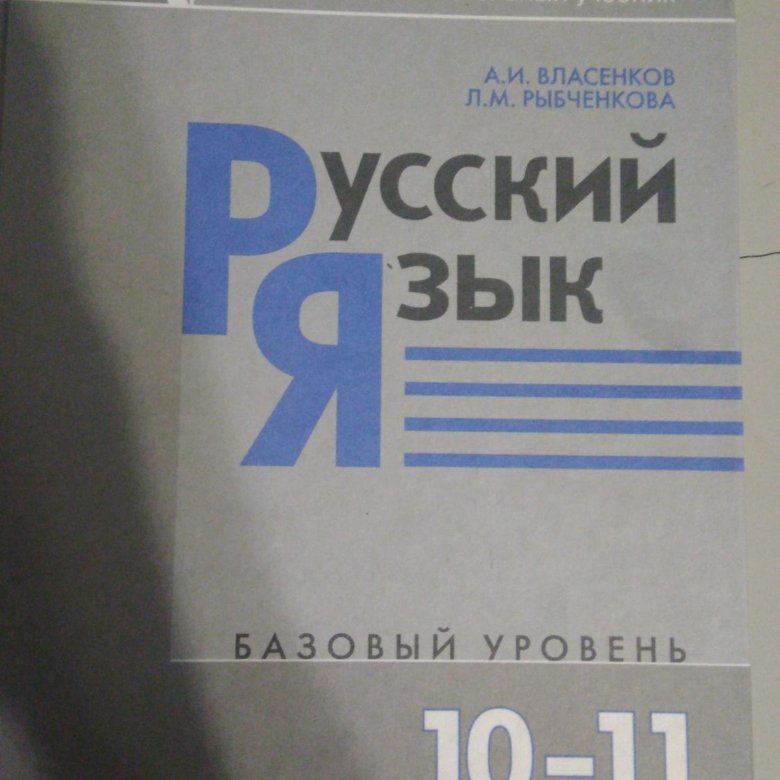 А.И. ВЛАСЕНКОВ
Л.М. РЫБЧЕНКОВА
РУССКИЙ
ЯЗЫК
БАЗОВЫЙ УРОВЕНЬ
10–11